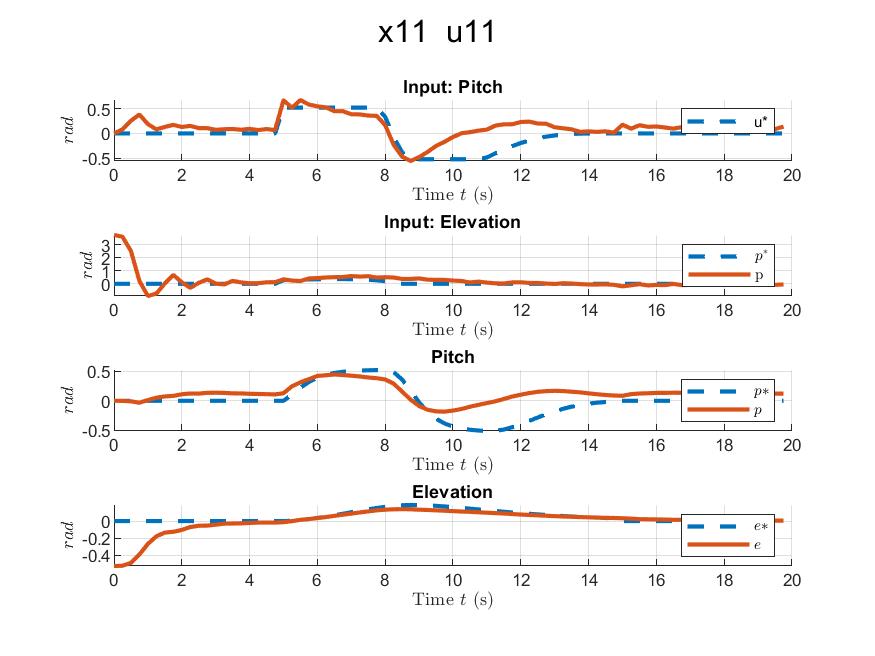 x11 u11
Input: Pitch
rad
0.5
0
-0.5
u*
0 2 4 6 8 10 12 14 16 18 20
Time t (s)
Input: Elevation
rad
3
2
1
0
p*
p
0 2 4 6 8 10 12 14 16 18 20
Time t (s)
Pitch
rad
0.5
0
-0.5
p*
p
0 2 4 6 8 10 12 14 16 18 20
Time t (s)
Elevation
rad
0
-0.2
-0.4
e*
e
0 2 4 6 8 10 12 14 16 18 20
Time t (s)